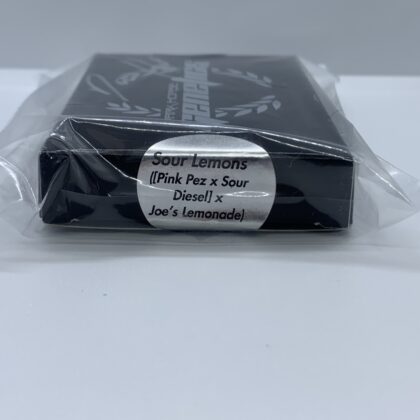 Sour Lemons
([Pink Pez x Sour
Diesel] x
Joe's Lemonade)